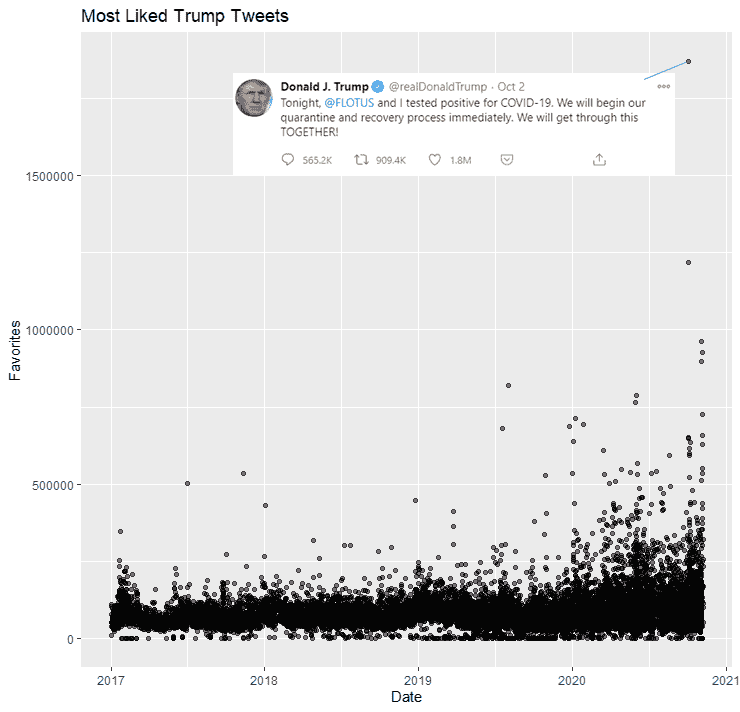 Most Liked Trump Tweets
Donald J. Trump @realDonaldTrump · Oct 2
Tonight, @FLOTUS and I tested positive for COVID-19. We will begin our
quarantine and recovery process immediately. We will get through this
TOGETHER!
565.2K 909.4K 1.8M
Favorites
1500000
1000000
500000
0
2017 2018 2019 2020 2021
Date